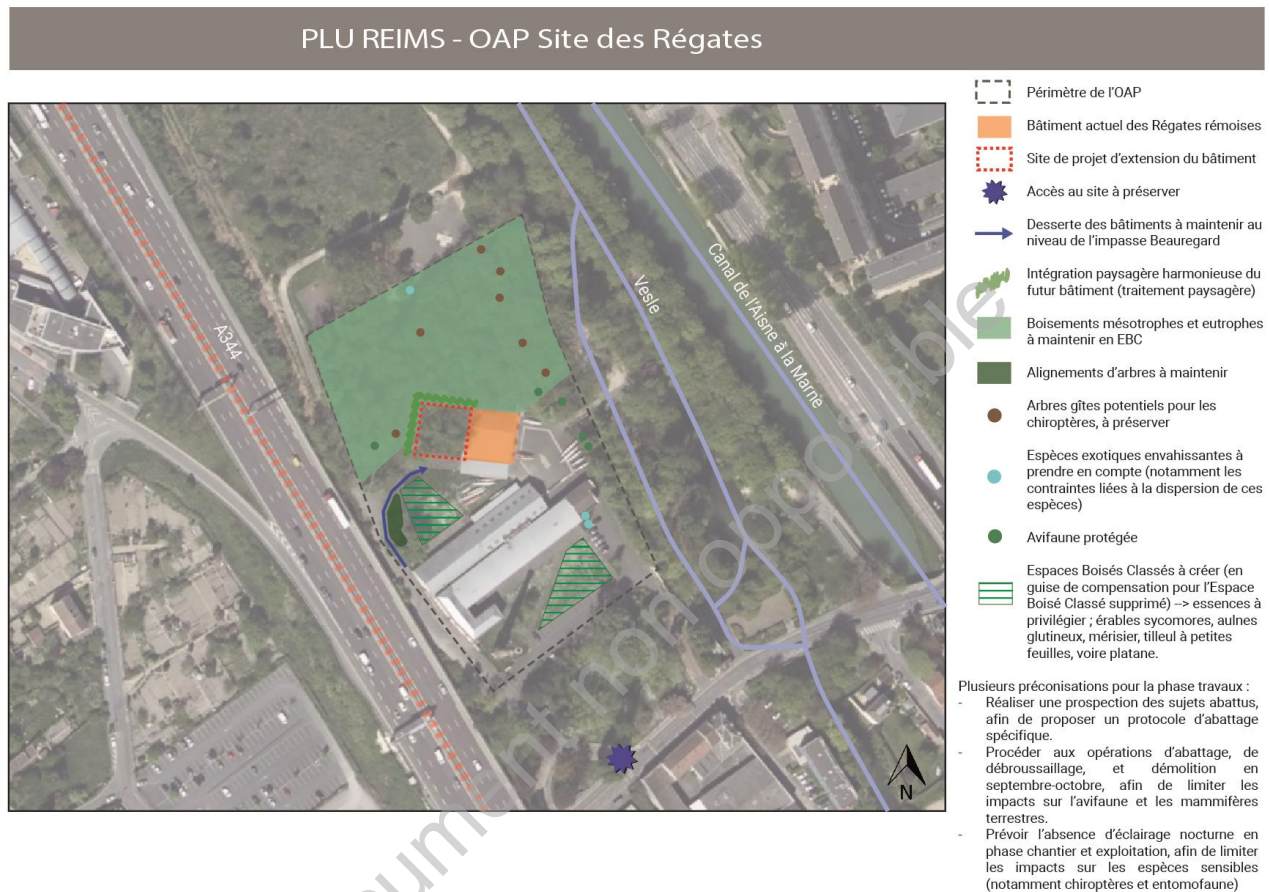 PLU REIMS - OAP Site des Régates
A344
Vesle
Canal de l'Aisne à la Marne
N
Périmètre de l'OAP
Bâtiment actuel des Régates rémoises
Site de projet d'extension du bâtiment
Accès au site à préserver
Desserte des bâtiments à maintenir au
niveau de l'impasse Beauregard
Intégration paysagère harmonieuse du
futur bâtiment (traitement paysagère)
Boisements mésotrophes et eutrophes
à maintenir en EBC
Alignements d'arbres à maintenir
Arbres gîtes potentiels pour les
chiroptères, à préserver
Espèces exotiques envahissantes à
prendre en compte (notamment les
contraintes liées à la dispersion de ces
espèces)
Avifaune protégée
Espaces Boisés Classés à créer (en
guise de compensation pour l'Espace
Boisé Classé supprimé) --> essences à
privilégier ; érables sycomores, aulnes
glutineux, mérisier, tilleul à petites
feuilles, voire platane.
Plusieurs préconisations pour la phase travaux :
- Réaliser une prospection des sujets abattus,
afin de proposer un protocole d'abattage
spécifique.
- Procéder aux opérations d'abattage, de
débroussaillage, et démolition en
septembre-octobre, afin de limiter les
impacts sur l'avifaune et les mammifères
terrestres.
- Prévoir l'absence d'éclairage nocturne en
phase chantier et exploitation, afin de limiter
les impacts sur les espèces sensibles
(notamment chiroptères et entomofaune)
ument non opposable